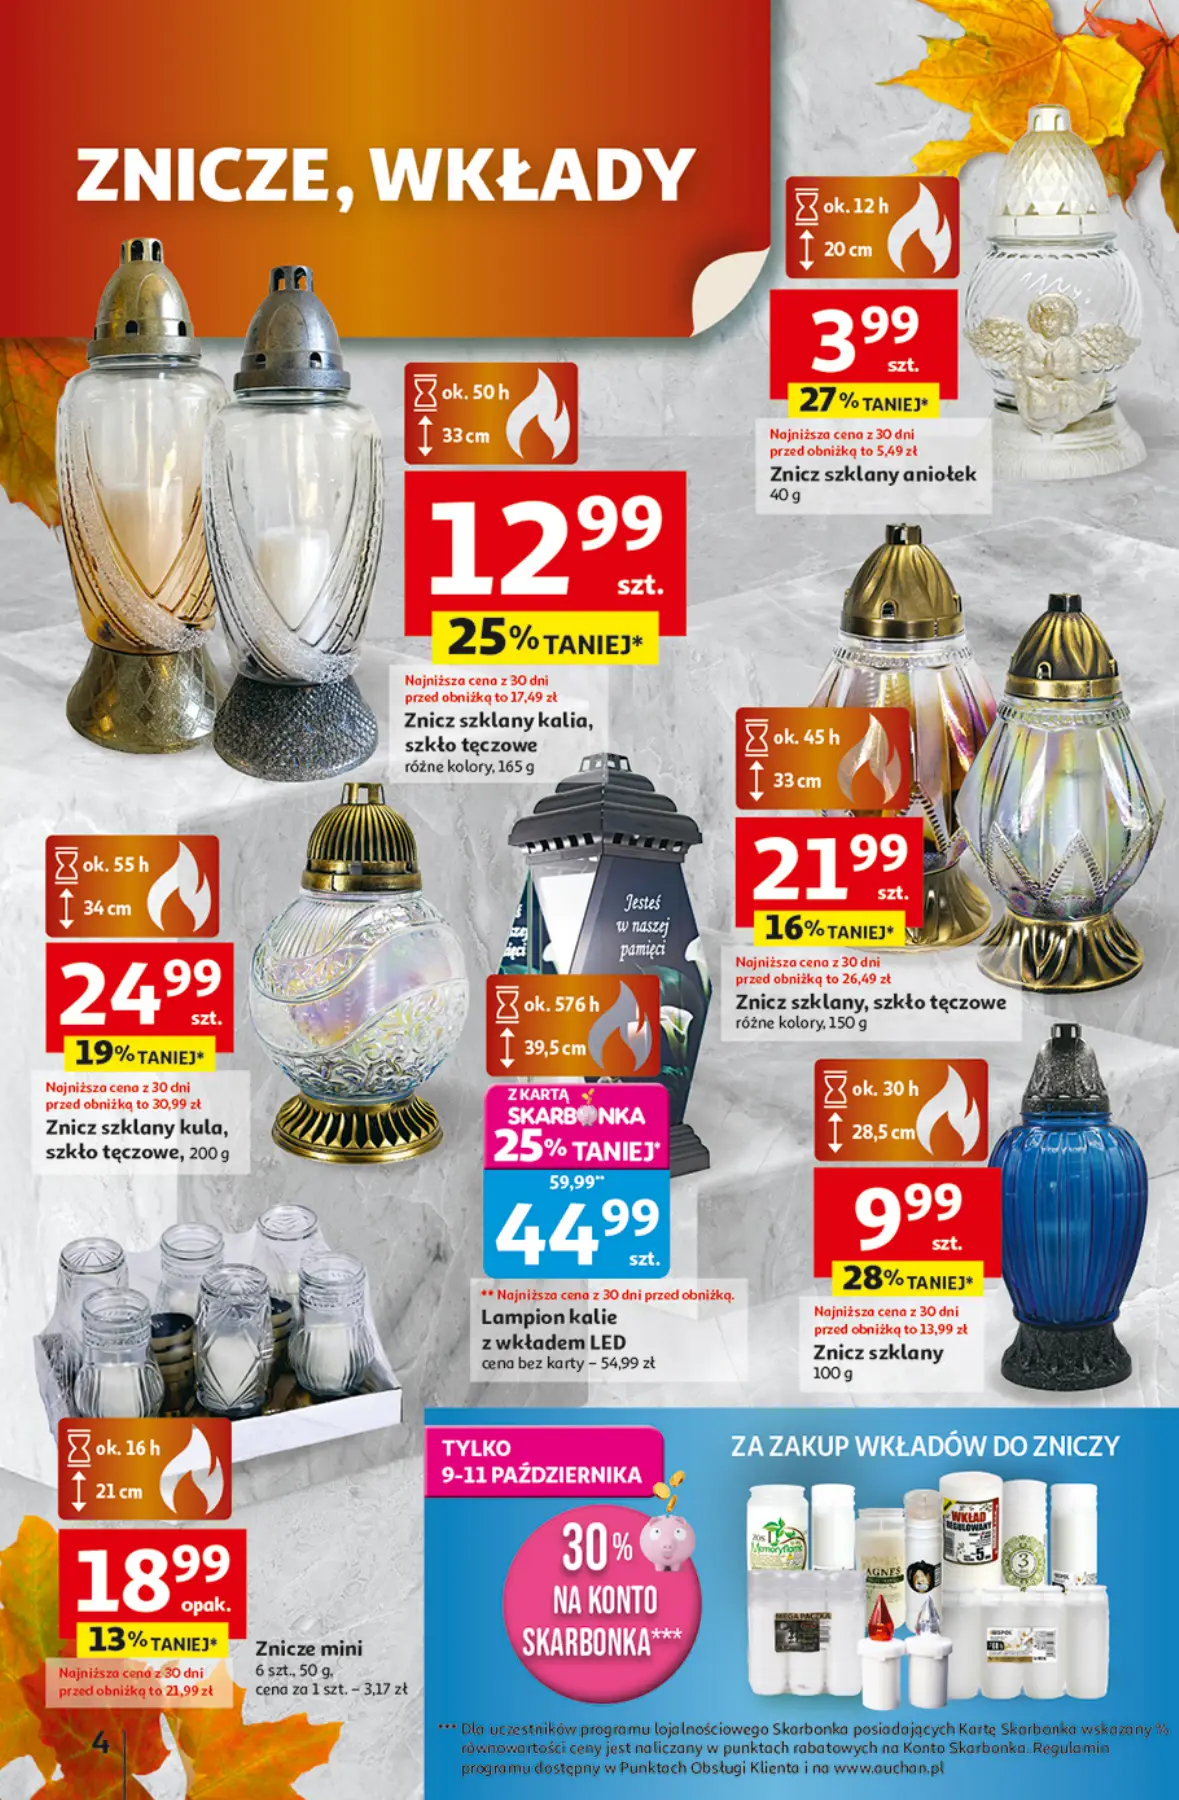 ZNICZE, WKŁADY
ok. 12 h
20 cm
3 99
szt.
27% TANIEJ*
Najniższa cena z 30 dni
przed obniżką to 5,49 zł
Znicz szklany aniołek
40 g
ok. 50 h
33 cm
12 99
szt.
25% TANIEJ*
Najniższa cena z 30 dni
przed obniżką to 17,49 zł
Znicz szklany kalia,
szkło tęczowe
różne kolory, 165 g
ok. 45 h
33 cm
21 99
szt.
16% TANIEJ*
Najniższa cena z 30 dni
przed obniżką to 26,49 zł
Znicz szklany, szkło tęczowe
różne kolory, 150 g
ok. 55 h
34 cm
24 99
szt.
19% TANIEJ*
Najniższa cena z 30 dni
przed obniżką to 30,99 zł
Znicz szklany kula,
szkło tęczowe, 200 g
Jesteś
w naszej
pamięci
ok. 576 h
39,5 cm
Z KARTĄ
SKARBONKA
25% TANIEJ*
59,99**
44 99
szt.
** Najniższa cena z 30 dni przed obniżką.
Lampion kalie
z wkładem LED
cena bez karty – 54,99 zł
ok. 30 h
28,5 cm
9 99
szt.
28% TANIEJ*
Najniższa cena z 30 dni
przed obniżką to 13,99 zł
Znicz szklany
100 g
ok. 16 h
21 cm
18 99
opak.
13% TANIEJ*
Najniższa cena z 30 dni
przed obniżką to 21,99 zł
Znicze mini
6 szt., 50 g,
cena za 1 szt. – 3,17 zł
TYLKO
9-11 PAŹDZIERNIKA
30%
NA KONTO
SKARBONKA***
ZA ZAKUP WKŁADÓW DO ZNICZY
WKŁAD
REGULOWANY
5
3
AGNES
MEGA PACZKA
*** Dla uczestników programu lojalnościowego Skarbonka posiadających Kartę Skarbonka wskazany %
równowartości ceny jest naliczany w punktach rabatowych na Konto Skarbonka. Regulamin
programu dostępny w Punktach Obsługi Klienta i na www.auchan.pl
4